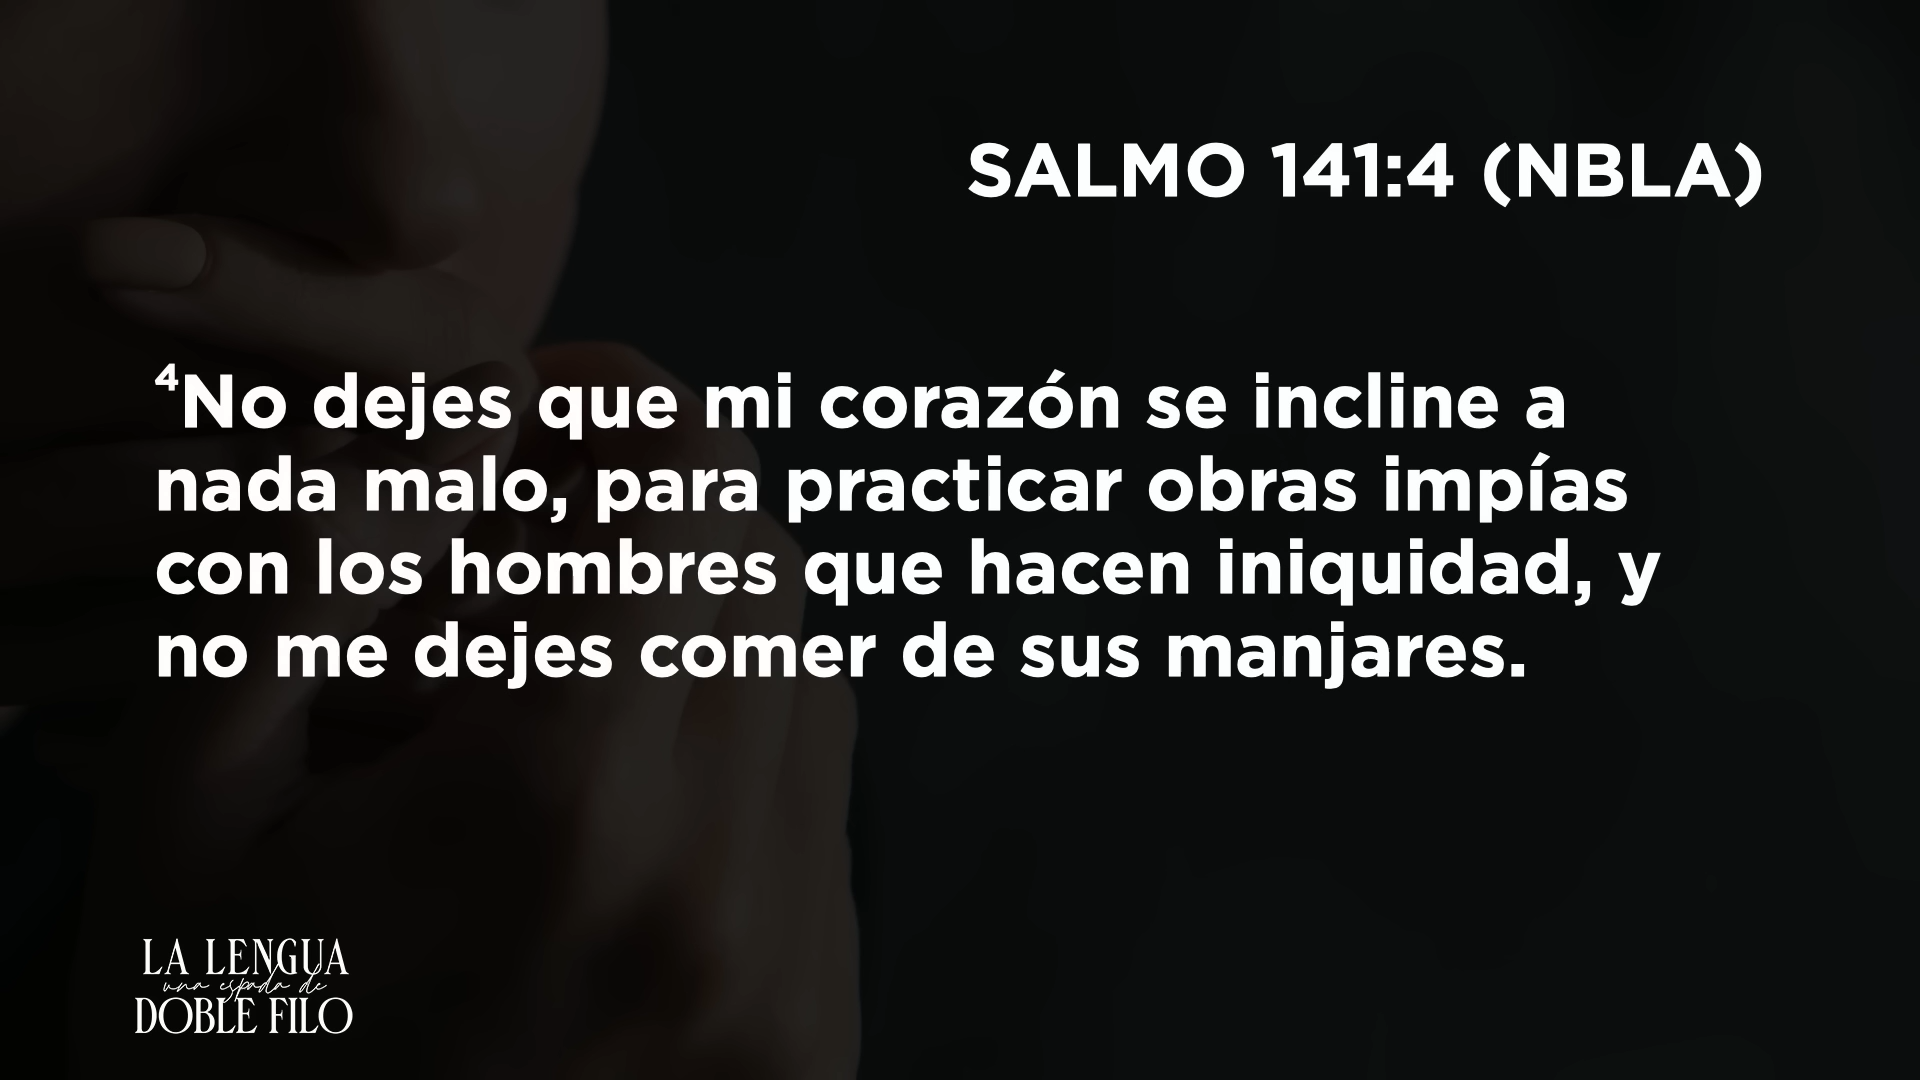 SALMO 141:4 (NBLA)
⁴No dejes que mi corazón se incline a
nada malo, para practicar obras impías
con los hombres que hacen iniquidad, y
no me dejes comer de sus manjares.
LA LENGUA
una espada de
DOBLE FILO